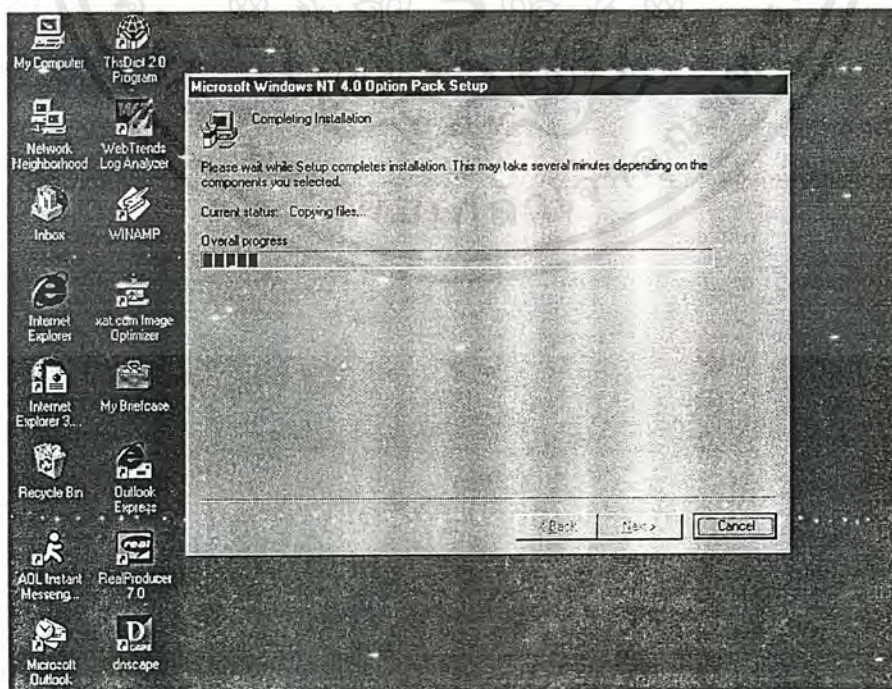 My Computer
ThsDict 2.0
Program
Network
Neighborhood
WebTrends
Log Analyzer
Inbox
WINAMP
Internet
Explorer
xat.com Image
Optimizer
Internet
Explorer 3....
My Briefcase
Recycle Bin
Outlook
Express
AOL Instant
Messeng...
real
RealProducer
7.0
Microsoft
Outlook
dnscape
Microsoft Windows NT 4.0 Option Pack Setup
Completing Installation
Please wait while Setup completes installation. This may take several minutes depending on the
components you selected.
Current status: Copying files...
Overall progress
< Back
Next >
Cancel